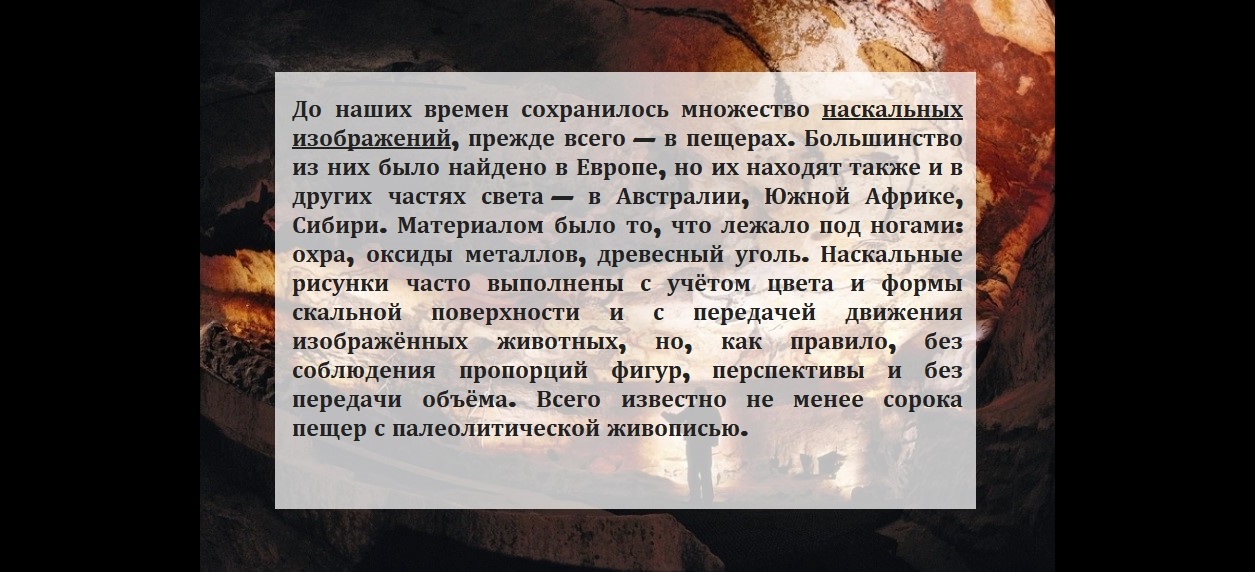 До наших времен сохранилось множество наскальных
изображений, прежде всего — в пещерах. Большинство
из них было найдено в Европе, но их находят также и в
других частях света — в Австралии, Южной Африке,
Сибири. Материалом было то, что лежало под ногами:
охра, оксиды металлов, древесный уголь. Наскальные
рисунки часто выполнены с учётом цвета и формы
скальной поверхности и с передачей движения
изображённых животных, но, как правило, без
соблюдения пропорций фигур, перспективы и без
передачи объёма. Всего известно не менее сорока
пещер с палеолитической живописью.